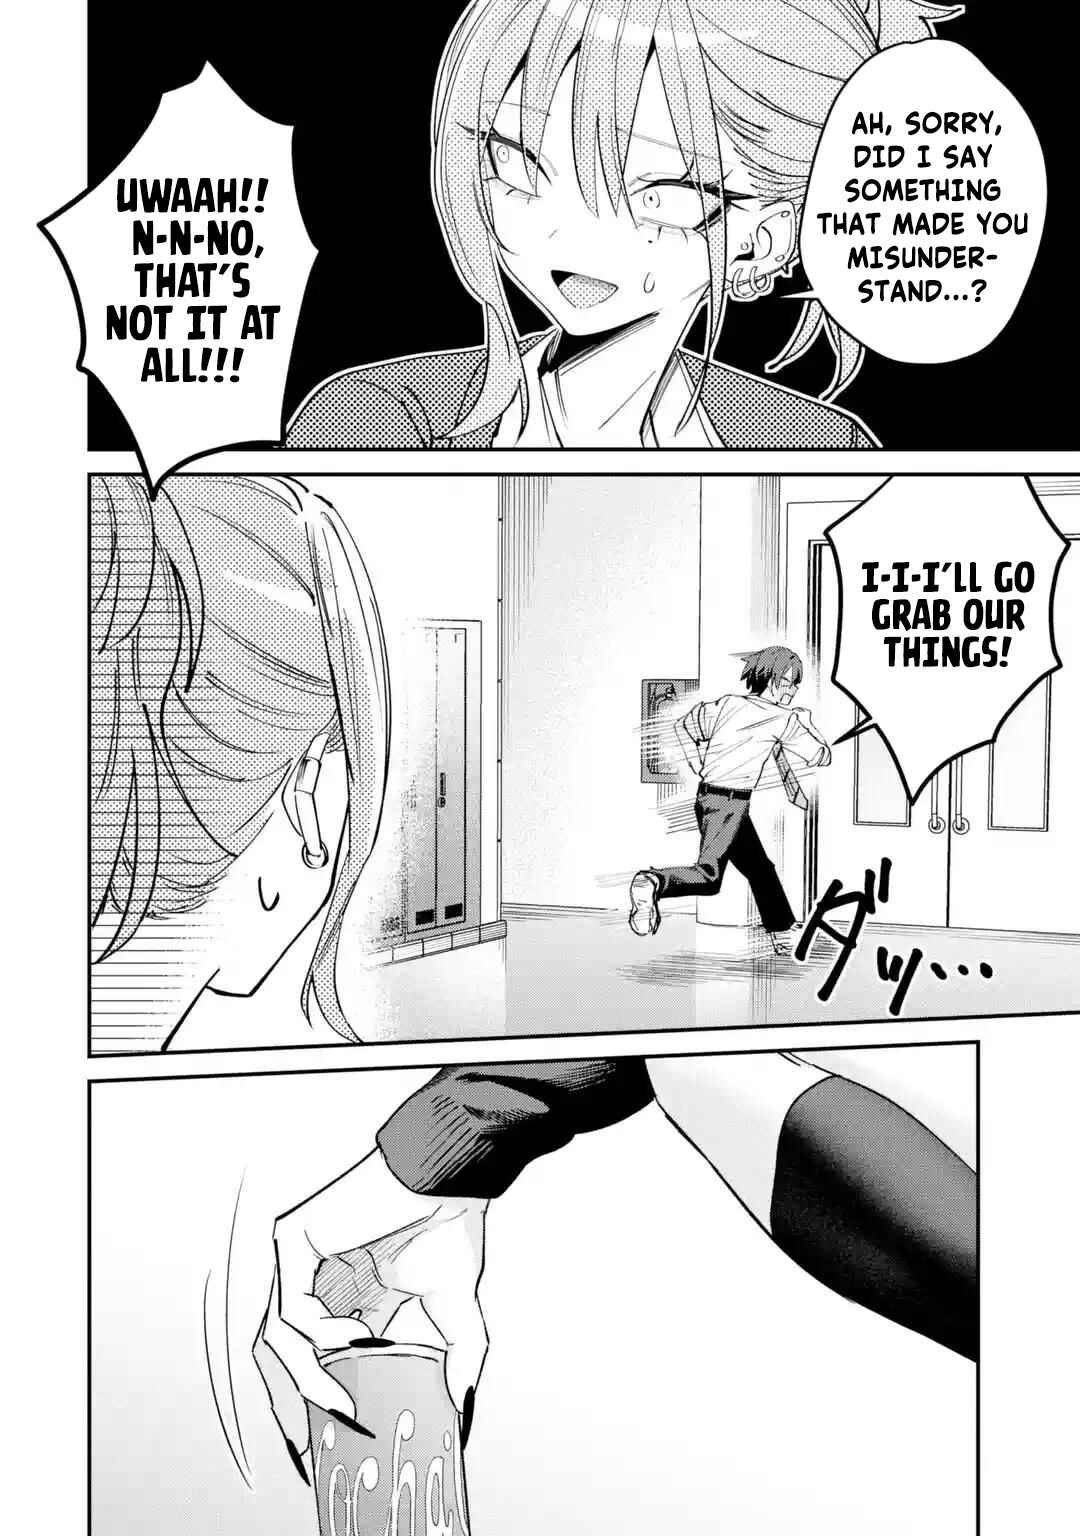 AH, SORRY,
DID I SAY
SOMETHING
THAT MADE YOU
MISUNDER-
STAND...?
UWAAH!!
N-N-NO,
THAT'S
NOT IT AT
ALL!!!
I-I-I'LL GO
GRAB OUR
THINGS!
ダッ…